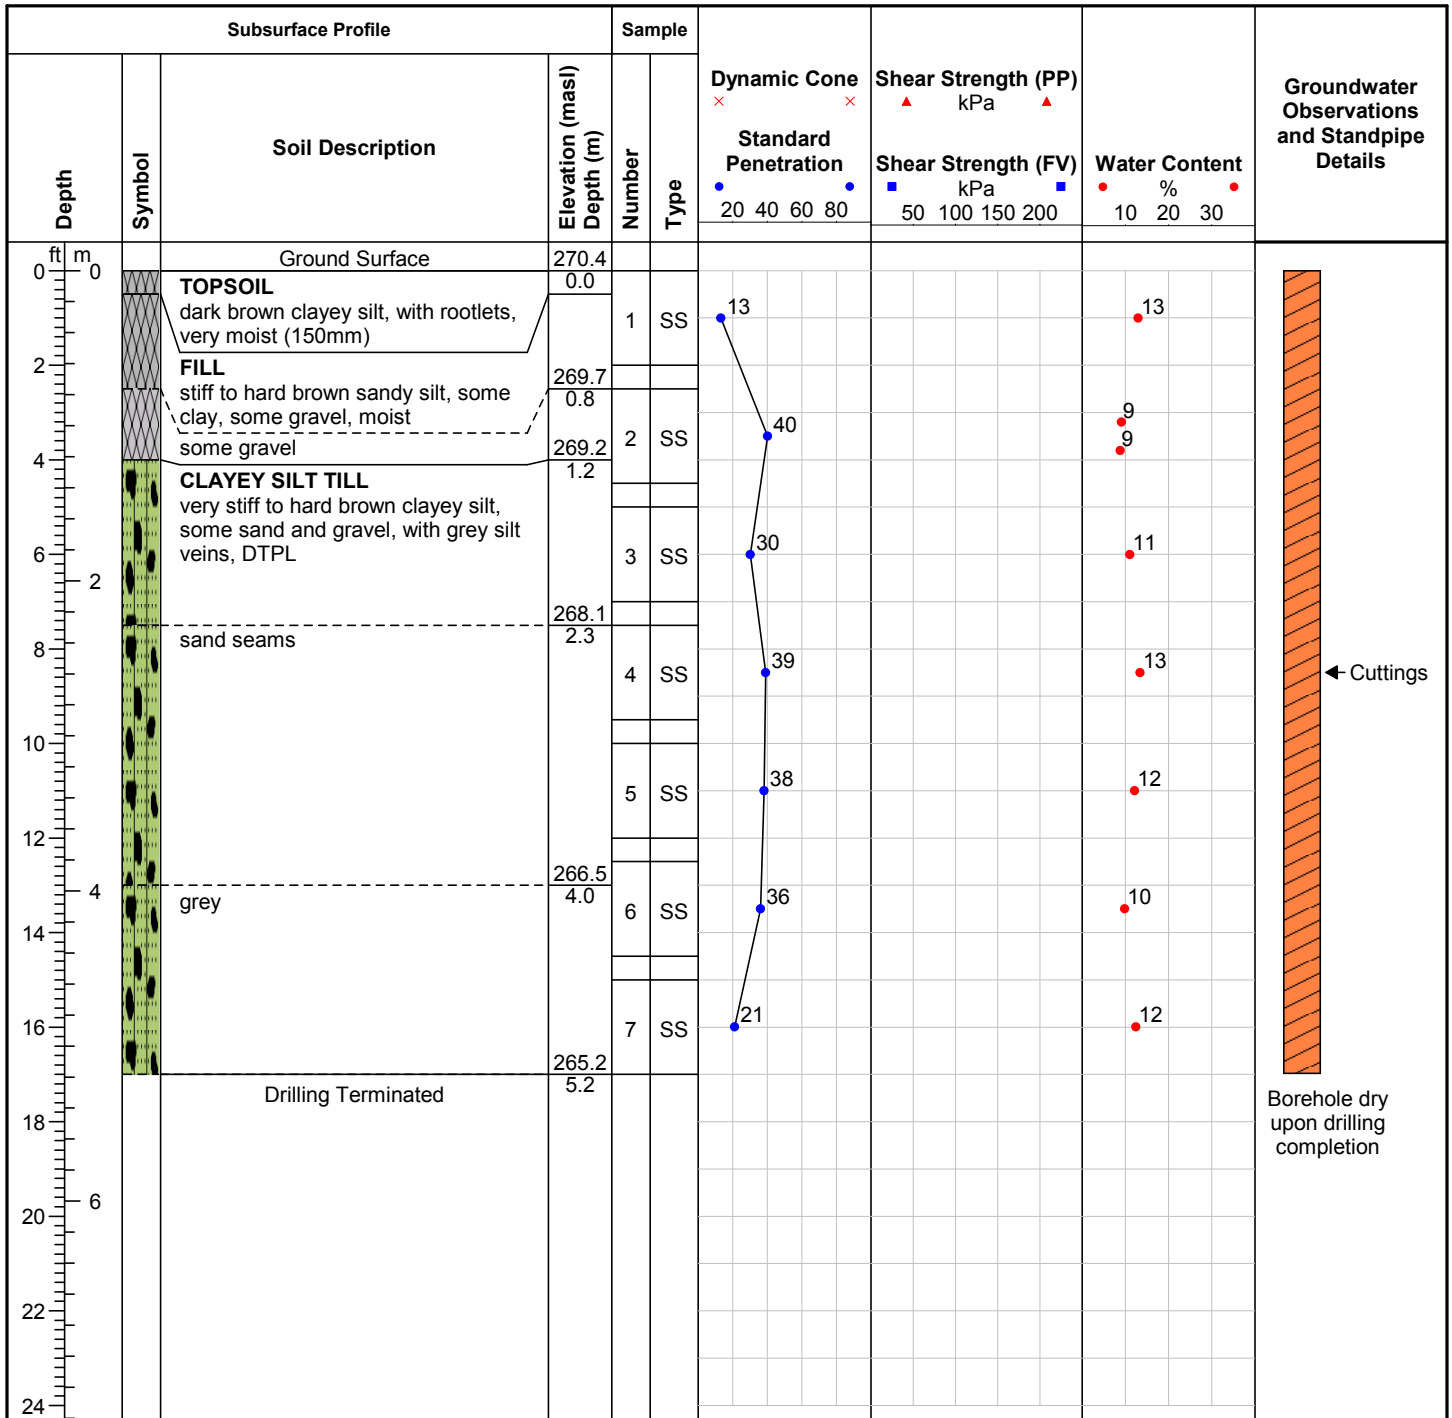 Subsurface Profile
Sample
Depth
Symbol
Soil Description
Elevation (masl)
Depth (m)
Number
Type
Dynamic Cone
Standard
Penetration
20 40 60 80
Shear Strength (PP)
kPa
Shear Strength (FV)
kPa
50 100 150 200
Water Content
%
10 20 30
Groundwater
Observations
and Standpipe
Details
ft m
0 0
2
4
6
2
8
10
12
4
14
16
18
6
20
22
24
Ground Surface
270.4
0.0
TOPSOIL
dark brown clayey silt, with rootlets,
very moist (150mm)
FILL
stiff to hard brown sandy silt, some
clay, some gravel, moist
269.7
0.8
some gravel
269.2
1.2
CLAYEY SILT TILL
very stiff to hard brown clayey silt,
some sand and gravel, with grey silt
veins, DTPL
268.1
2.3
sand seams
266.5
4.0
grey
265.2
5.2
Drilling Terminated
1 SS 13 13
2 SS 40 9
9
3 SS 30 11
4 SS 39 13
5 SS 38 12
6 SS 36 10
7 SS 21 12
Cuttings
Borehole dry
upon drilling
completion